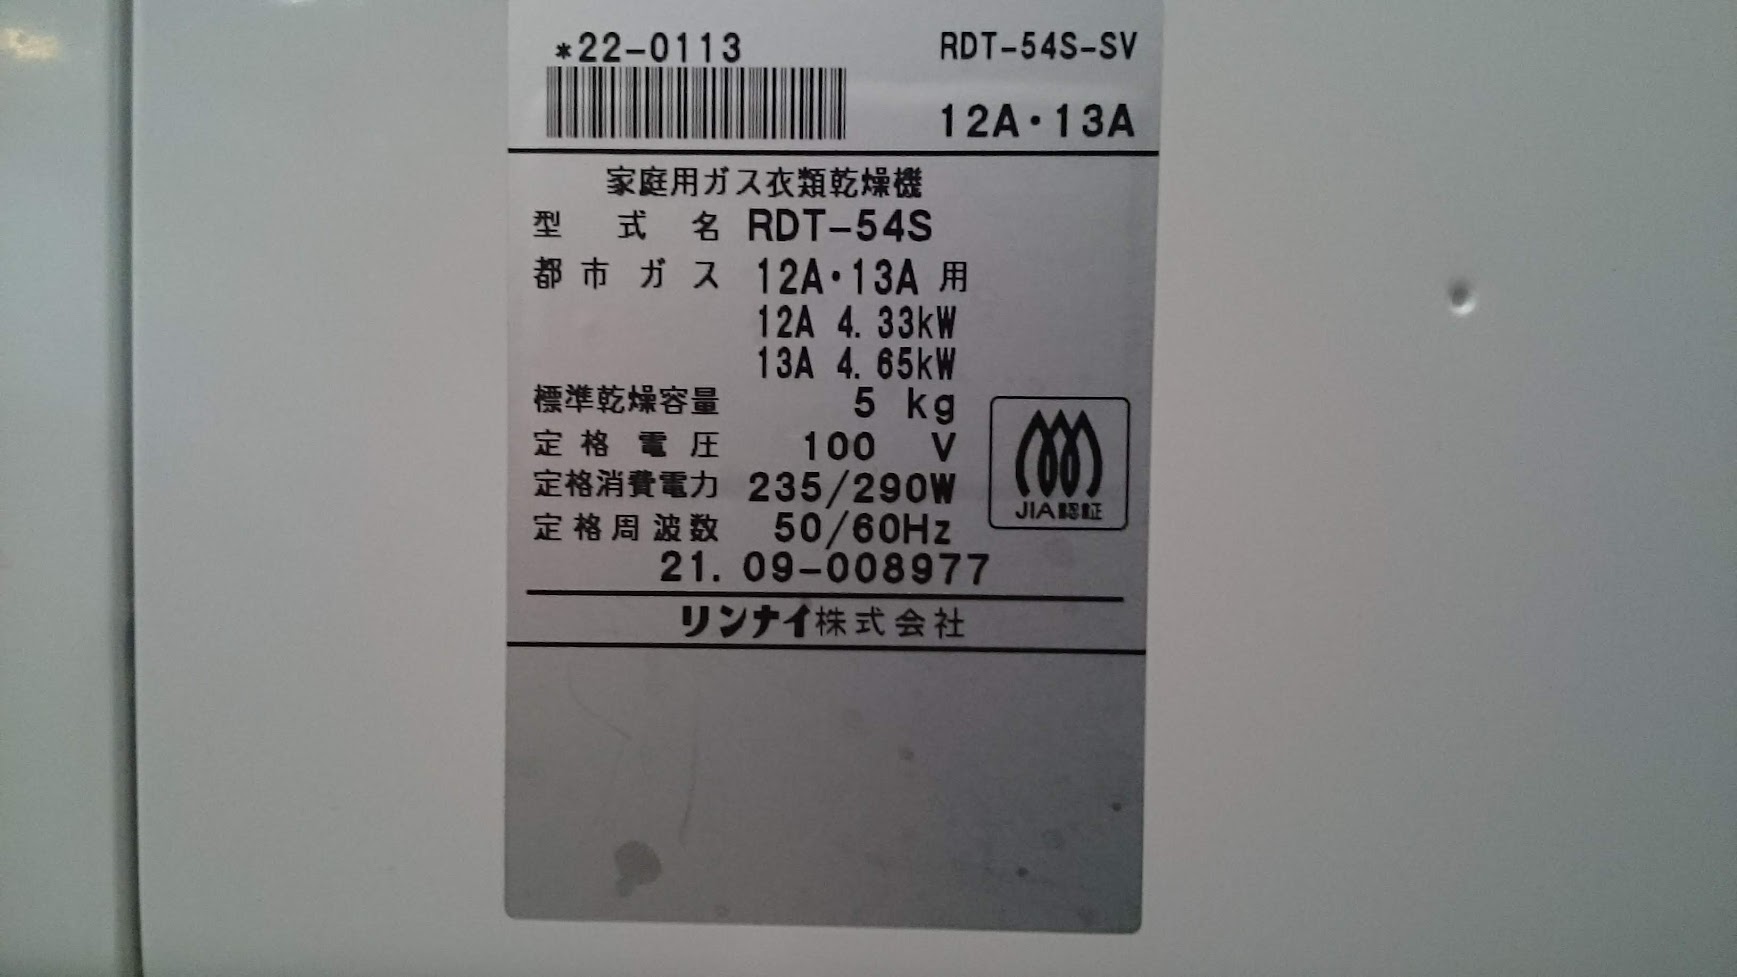 *22-0113
RDT-54S-SV
12A・13A
家庭用ガス衣類乾燥機
型式名 RDT-54S
都市ガス 12A・13A 用
12A 4.33kW
13A 4.65kW
標準乾燥容量 5 kg
定格電圧 100 V
定格消費電力 235/290W
定格周波数 50/60Hz
JIA認証
21.09-008977
リンナイ株式会社